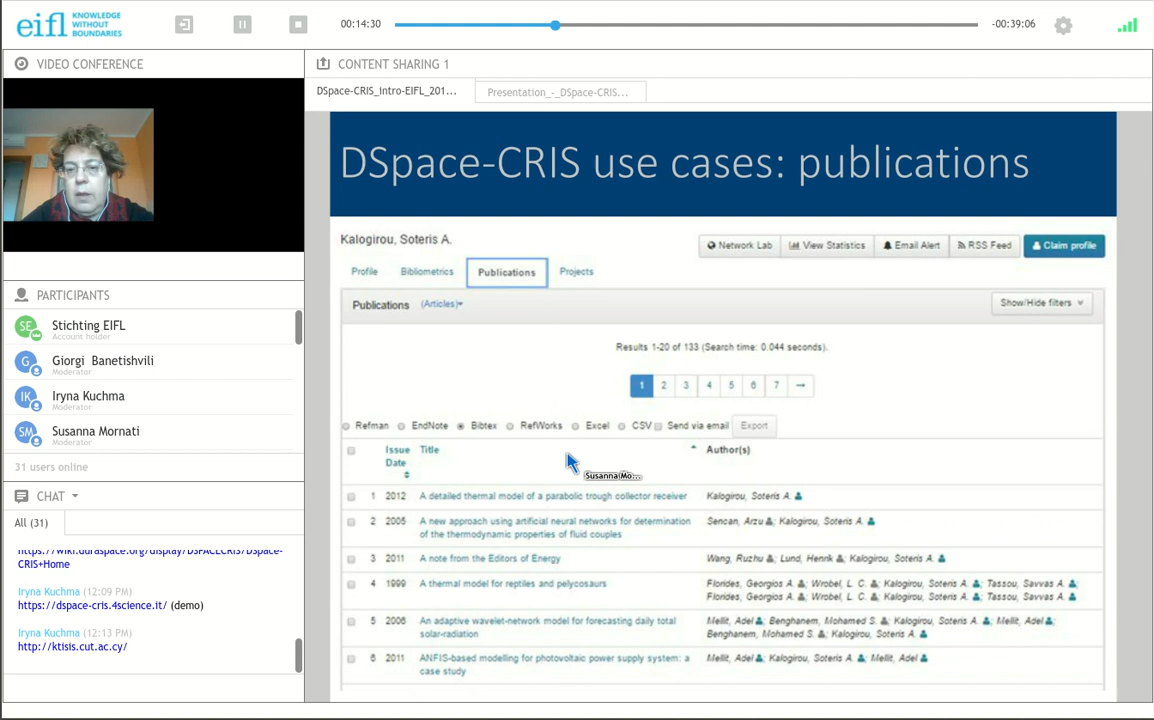 eifl KNOWLEDGE
WITHOUT
BOUNDARIES
00:14:30
-00:39:06
VIDEO CONFERENCE
CONTENT SHARING 1
DSpace-CRIS_intro-EIFL_201...
Presentation_-_DSpace-CRIS...
DSpace-CRIS use cases: publications
Kalogirou, Soteris A.
Network Lab
View Statistics
Email Alert
RSS Feed
Claim profile
Profile
Bibliometrics
Publications
Projects
Publications (Articles)
Show/Hide filters
Results 1-20 of 133 (Search time: 0.044 seconds).
1 2 3 4 5 6 7 →
Refman EndNote Bibtex RefWorks Excel CSV Send via email Export
Issue Date Title Author(s)
SusannaMo...
1 2012 A detailed thermal model of a parabolic trough collector receiver Kalogirou, Soteris A.
2 2005 A new approach using artificial neural networks for determination Sencan, Arzu ; Kalogirou, Soteris A.
of the thermodynamic properties of fluid couples
3 2011 A note from the Editors of Energy Wang, Ruzhu ; Lund, Henrik ; Kalogirou, Soteris A.
4 1999 A thermal model for reptiles and pelycosaurs Florides, Georgios A. ; Wrobel, L. C. ; Kalogirou, Soteris A. ; Tassou, Savvas A. ;
Florides, Georgios A. ; Wrobel, L. C. ; Kalogirou, Soteris A. ; Tassou, Savvas A.
5 2006 An adaptive wavelet-network model for forecasting daily total Mellit, Adel ; Benghanem, Mohamed S. ; Kalogirou, Soteris A. ; Mellit, Adel ;
solar-radiation Benghanem, Mohamed S. ; Kalogirou, Soteris A.
6 2011 ANFIS-based modelling for photovoltaic power supply system: a Mellit, Adel ; Kalogirou, Soteris A. ; Mellit, Adel
case study
PARTICIPANTS
SE Stichting EIFL
Account holder
G Giorgi Banetishvili
Moderator
IK Iryna Kuchma
Moderator
SM Susanna Mornati
Moderator
31 users online
CHAT
All (31)
https://wiki.duraspace.org/display/DSPACECRIS/DSpace-
CRIS+Home
Iryna Kuchma (12:09 PM)
https://dspace-cris.4science.it/ (demo)
Iryna Kuchma (12:13 PM)
http://ktisis.cut.ac.cy/